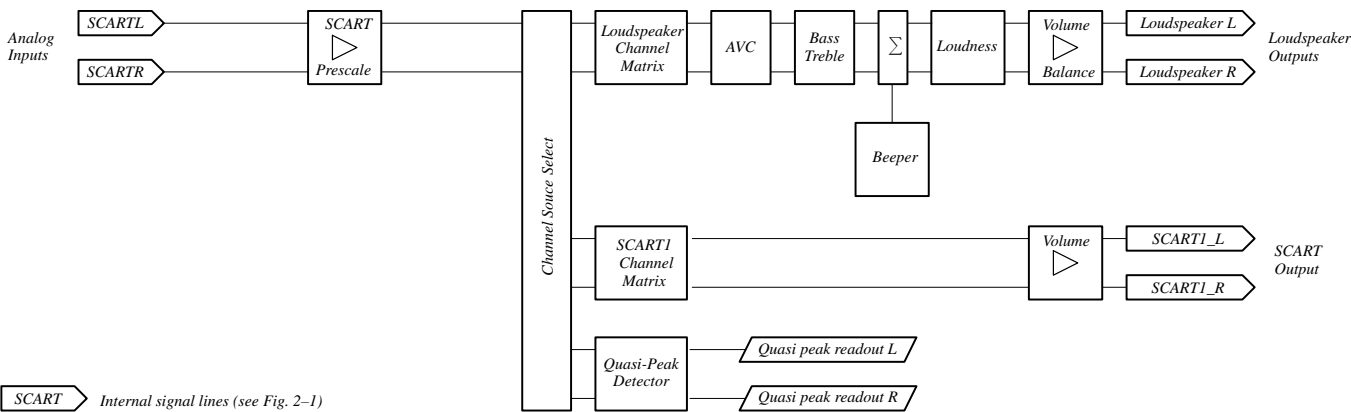 Analog
Inputs
SCARTL
SCARTR
SCART
Prescale
Channel Souce Select
Loudspeaker
Channel
Matrix
AVC
Bass
Treble
∑
Loudness
Volume
Balance
Loudspeaker L
Loudspeaker R
Loudspeaker
Outputs
Beeper
SCART1
Channel
Matrix
Volume
SCART1_L
SCART1_R
SCART
Output
Quasi-Peak
Detector
Quasi peak readout L
Quasi peak readout R
SCART
Internal signal lines (see Fig. 2–1)